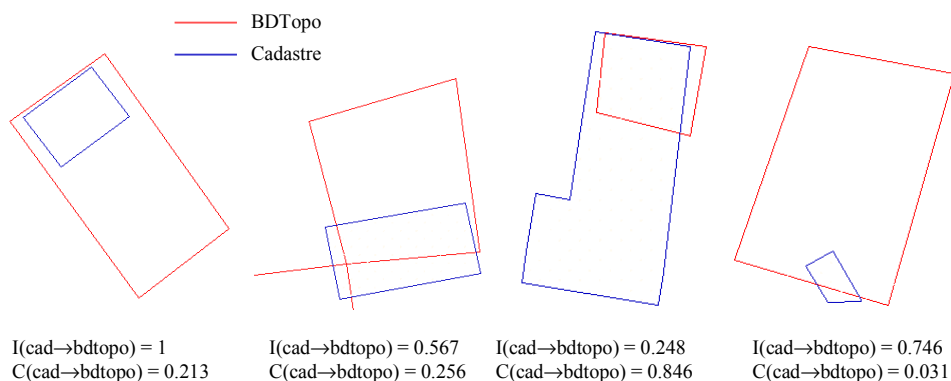 BDTopo
Cadastre
I(cad→bdtopo) = 1
C(cad→bdtopo) = 0.213
I(cad→bdtopo) = 0.567
C(cad→bdtopo) = 0.256
I(cad→bdtopo) = 0.248
C(cad→bdtopo) = 0.846
I(cad→bdtopo) = 0.746
C(cad→bdtopo) = 0.031